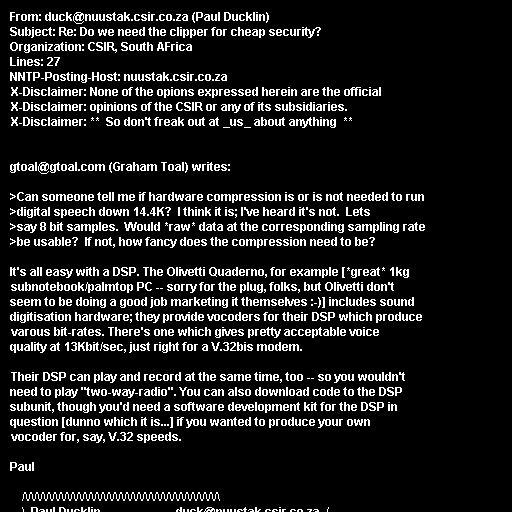 From: duck@nuustak.csir.co.za (Paul Ducklin)
Subject: Re: Do we need the clipper for cheap security?
Organization: CSIR, South AFrica
Lines: 27
NNTP-Posting-Host: nuustak.csir.co.za
X-Disclaimer: None of the opions expressed herein are the official
X-Disclaimer: opinions of the CSIR or any of its subsidiaries.
X-Disclaimer: ** So don't freak out at _us_ about anything **
gtoal@gtoal.com (Graham Toal) writes:
>Can someone tell me if hardware compression is or is not needed to run
>digital speech down 14.4K? I think it is; I've heard it's not. Lets
>say 8 bit samples. Would *raw* data at the corresponding sampling rate
>be usable? If not, how fancy does the compression need to be?
It's all easy with a DSP. The Olivetti Quaderno, for example [*great* 1kg
subnotebook/palmtop PC -- sorry for the plug, folks, but Olivetti don't
seem to be doing a good job marketing it themselves :-)] includes sound
digitisation hardware; they provide vocoders for their DSP which produce
varous bit-rates. There's one which gives pretty acceptable voice
quality at 13Kbit/sec, just right for a V.32bis modem.
Their DSP can play and record at the same time, too -- so you wouldn't
need to play "two-way-radio". You can also download code to the DSP
subunit, though you'd need a software development kit for the DSP in
question [dunno which it is...] if you wanted to produce your own
vocoder for, say, V.32 speeds.
Paul
/\/\/\/\/\/\/\/\/\/\/\/\/\/\/\/\/\/\/\/\/\/\/\/\/\/\/\/\/\/\
\ Paul Ducklin duck@nuustak.csir.co.za /